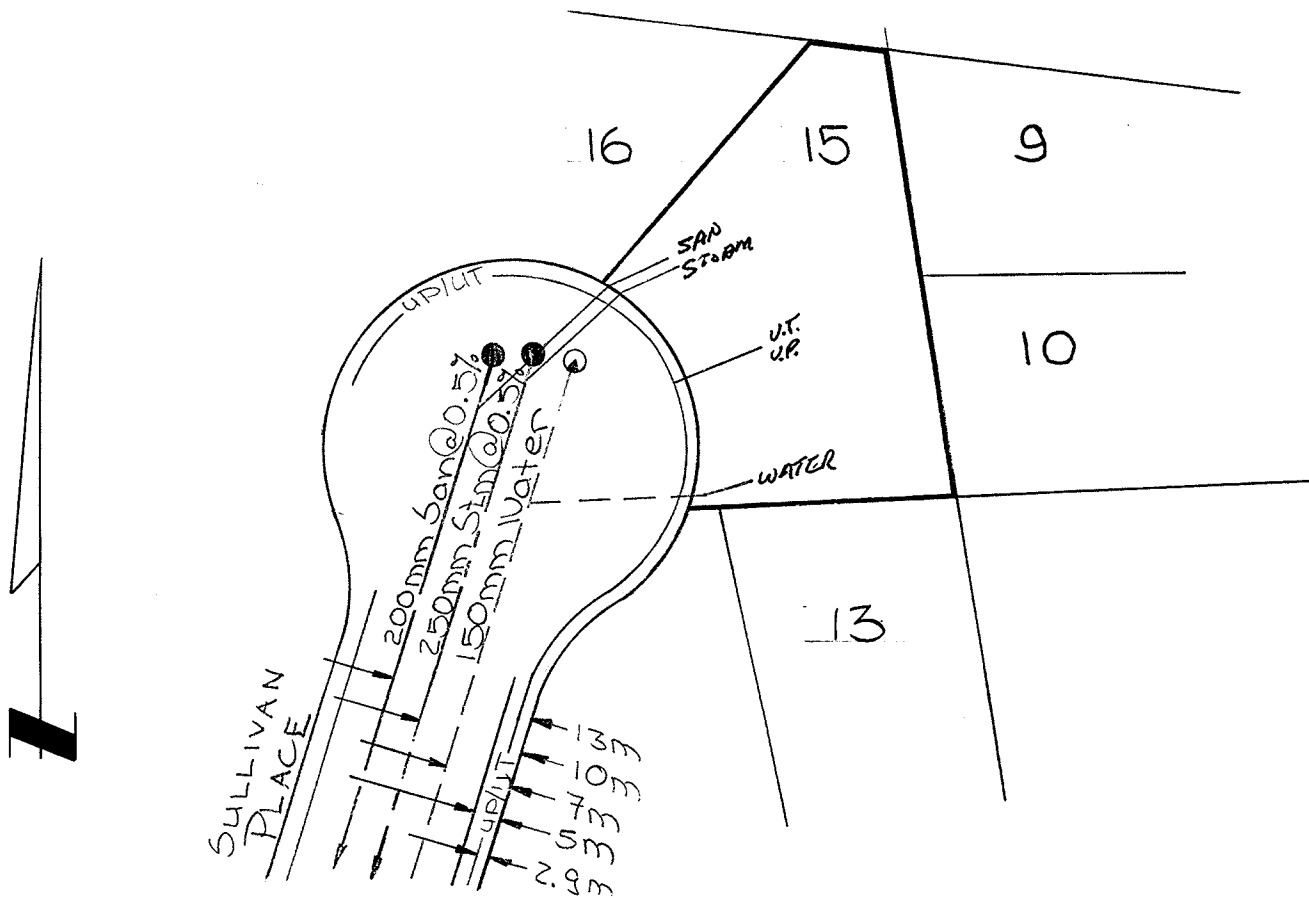 16
15
9
SAN
STORM
UP/UT
U.T.
U.P.
10
200mm San@0.5%
250mm Stm@0.5%
150mm Water
WATER
13
SULLIVAN
PLACE
UP/UT
13m
10m
7m
5m
2.9m